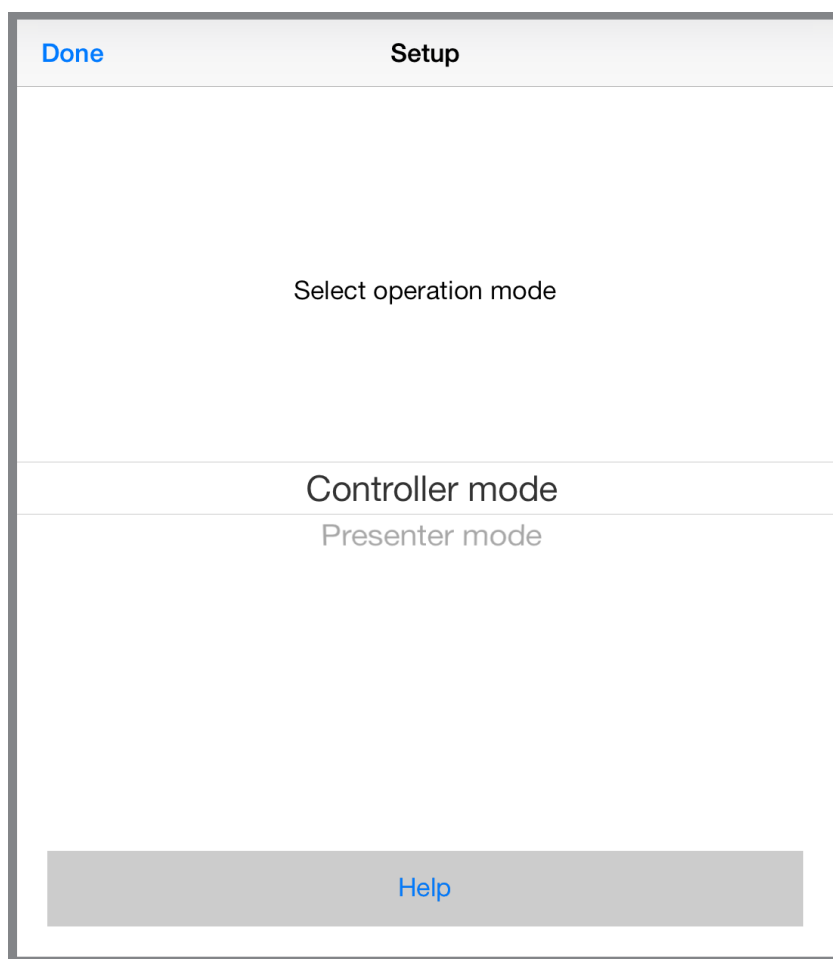 Done
Setup
Select operation mode
Controller mode
Presenter mode
Help